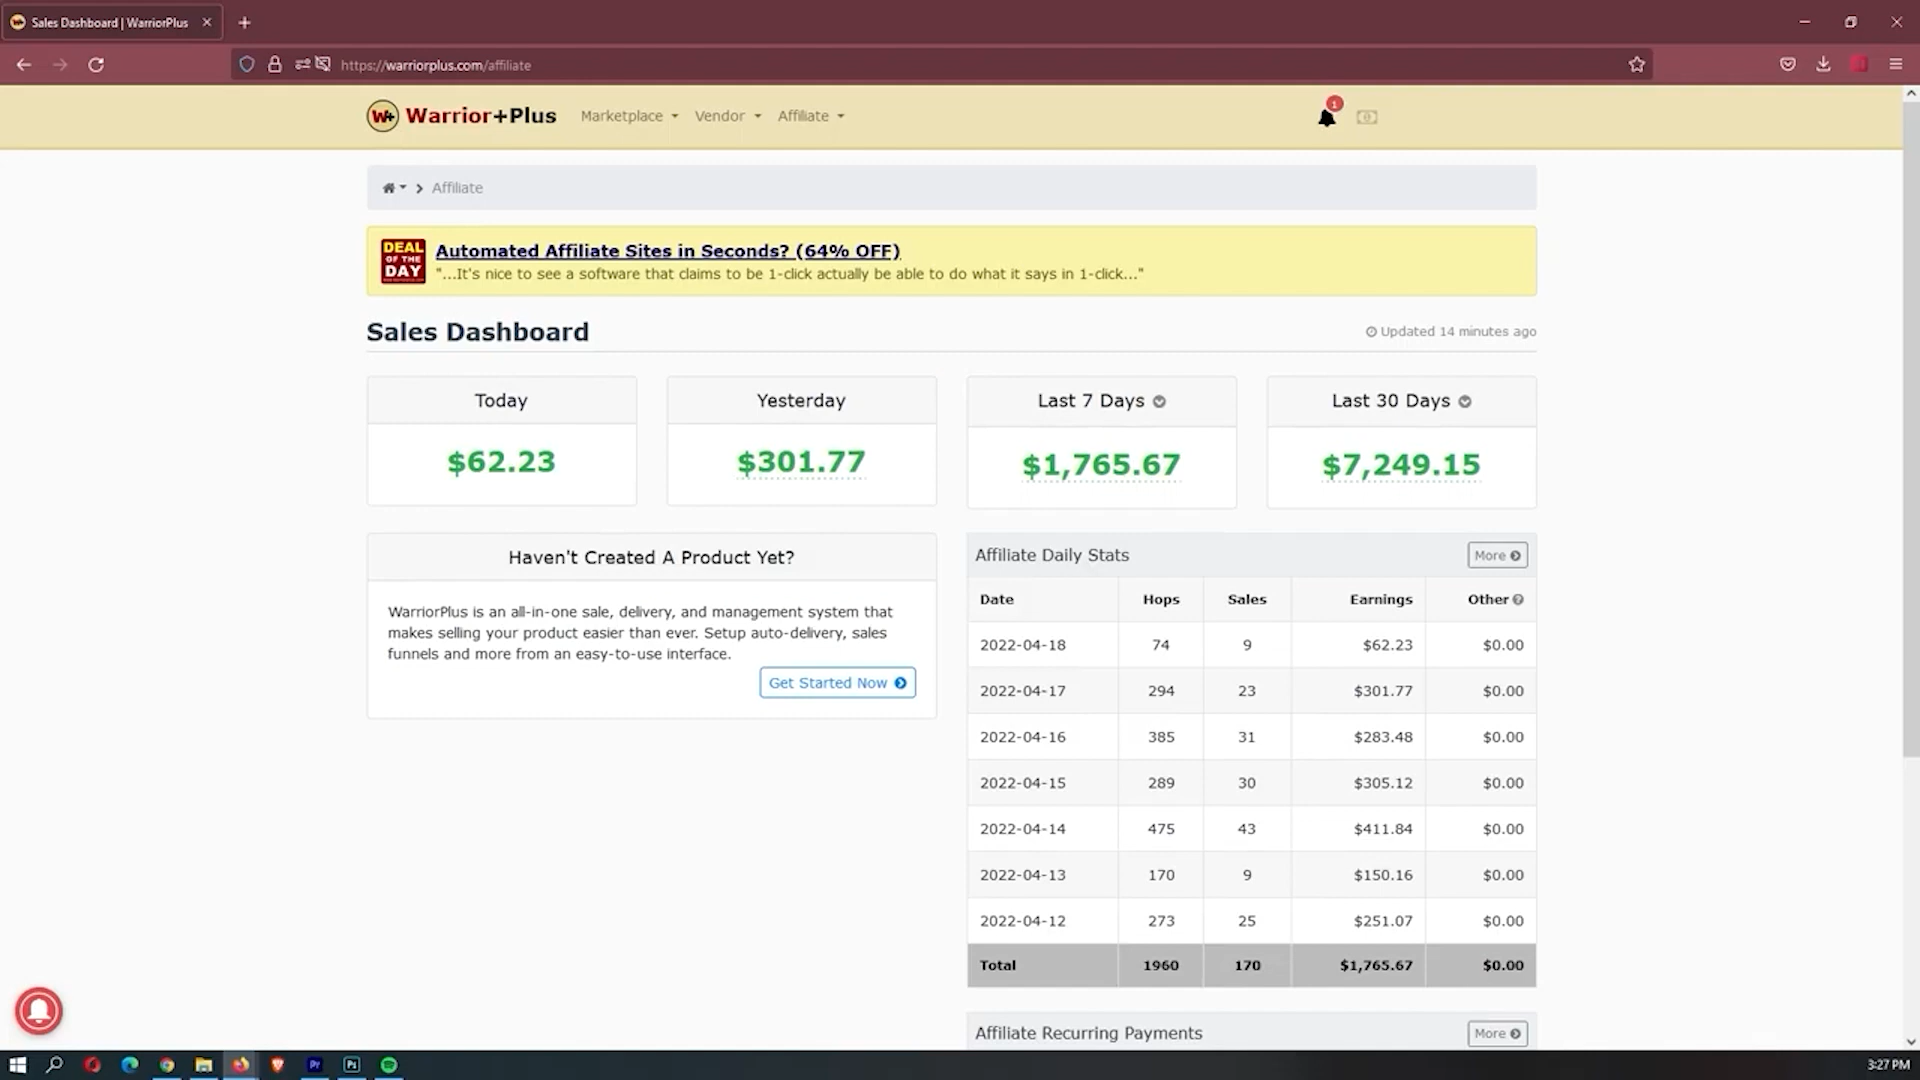 Sales Dashboard | WarriorPlus
https://warriorplus.com/affiliate
W+ Warrior+Plus Marketplace Vendor Affiliate 1
Affiliate
DEAL OF THE DAY
Automated Affiliate Sites in Seconds? (64% OFF)
"...It's nice to see a software that claims to be 1-click actually be able to do what it says in 1-click..."
Sales Dashboard
Updated 14 minutes ago
Today
$62.23
Yesterday
$301.77
Last 7 Days
$1,765.67
Last 30 Days
$7,249.15
Haven't Created A Product Yet?
WarriorPlus is an all-in-one sale, delivery, and management system that
makes selling your product easier than ever. Setup auto-delivery, sales
funnels and more from an easy-to-use interface.
Get Started Now
Affiliate Daily Stats More
Date Hops Sales Earnings Other
2022-04-18 74 9 $62.23 $0.00
2022-04-17 294 23 $301.77 $0.00
2022-04-16 385 31 $283.48 $0.00
2022-04-15 289 30 $305.12 $0.00
2022-04-14 475 43 $411.84 $0.00
2022-04-13 170 9 $150.16 $0.00
2022-04-12 273 25 $251.07 $0.00
Total 1960 170 $1,765.67 $0.00
Affiliate Recurring Payments More
Pr
Ps
3:27 PM